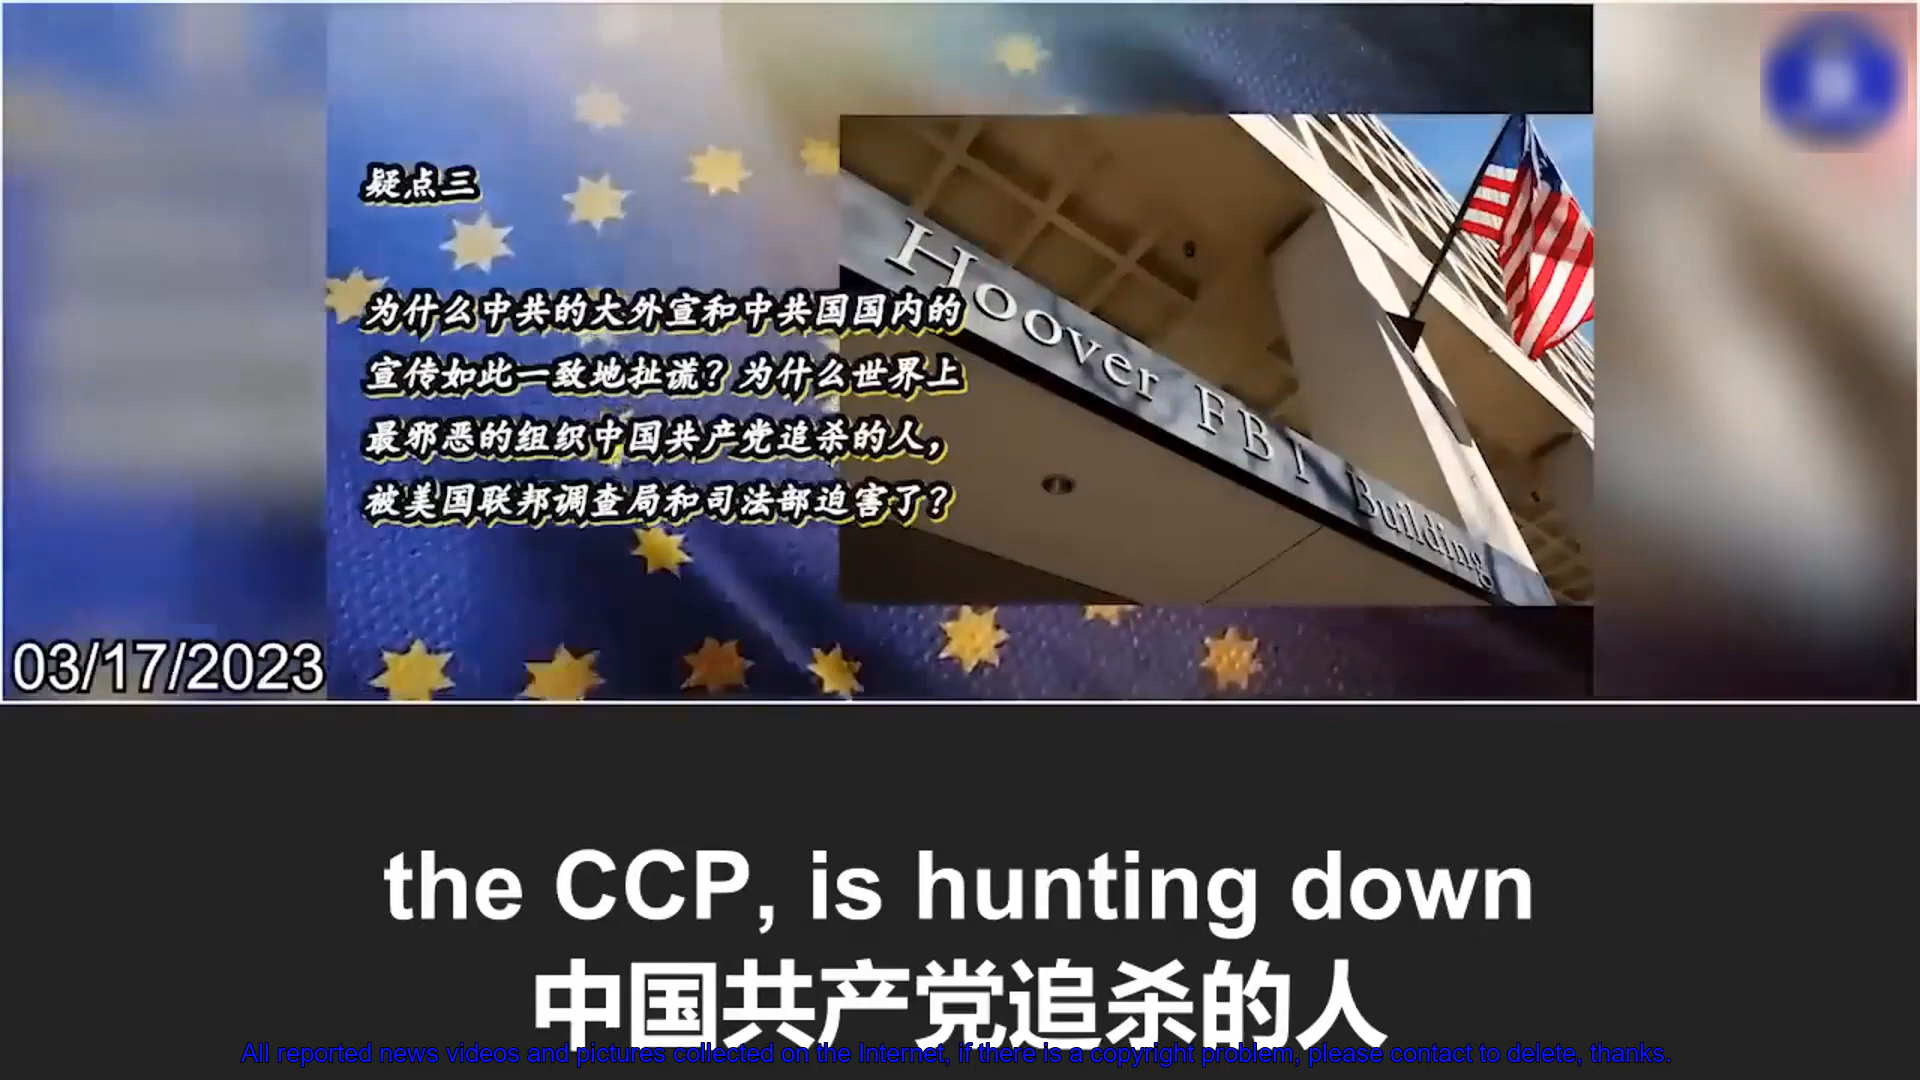 疑点三
为什么中共的大外宣和中共国国内的
宣传如此一致地扯谎？为什么世界上
最邪恶的组织中国共产党追杀的人，
被美国联邦调查局和司法部迫害了？
Hoover FBI Building
03/17/2023
the CCP, is hunting down
中国共产党追杀的人
All reported news videos and pictures collected on the Internet, if there is a copyright problem, please contact to delete, thanks.